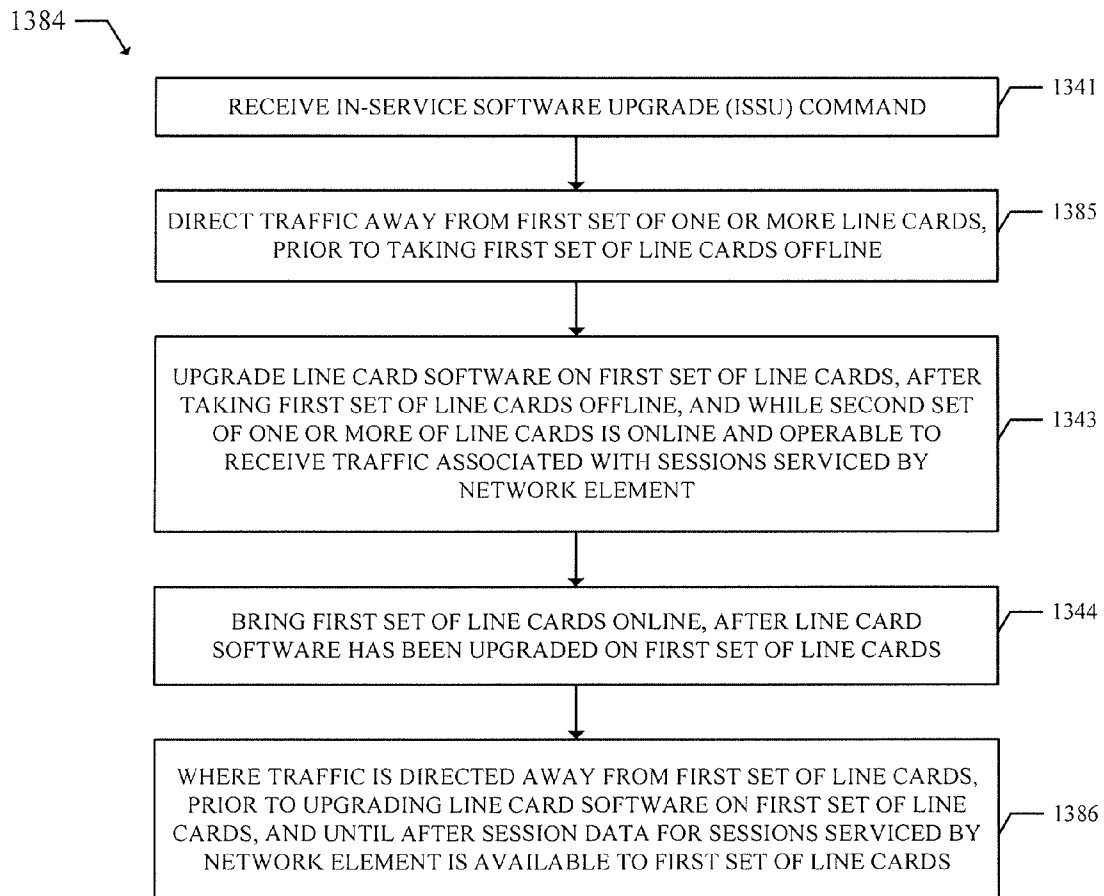 1384
RECEIVE IN-SERVICE SOFTWARE UPGRADE (ISSU) COMMAND
1341
DIRECT TRAFFIC AWAY FROM FIRST SET OF ONE OR MORE LINE CARDS,
PRIOR TO TAKING FIRST SET OF LINE CARDS OFFLINE
1385
UPGRADE LINE CARD SOFTWARE ON FIRST SET OF LINE CARDS, AFTER
TAKING FIRST SET OF LINE CARDS OFFLINE, AND WHILE SECOND SET
OF ONE OR MORE OF LINE CARDS IS ONLINE AND OPERABLE TO
RECEIVE TRAFFIC ASSOCIATED WITH SESSIONS SERVICED BY
NETWORK ELEMENT
1343
BRING FIRST SET OF LINE CARDS ONLINE, AFTER LINE CARD
SOFTWARE HAS BEEN UPGRADED ON FIRST SET OF LINE CARDS
1344
WHERE TRAFFIC IS DIRECTED AWAY FROM FIRST SET OF LINE CARDS,
PRIOR TO UPGRADING LINE CARD SOFTWARE ON FIRST SET OF LINE
CARDS, AND UNTIL AFTER SESSION DATA FOR SESSIONS SERVICED BY
NETWORK ELEMENT IS AVAILABLE TO FIRST SET OF LINE CARDS
1386